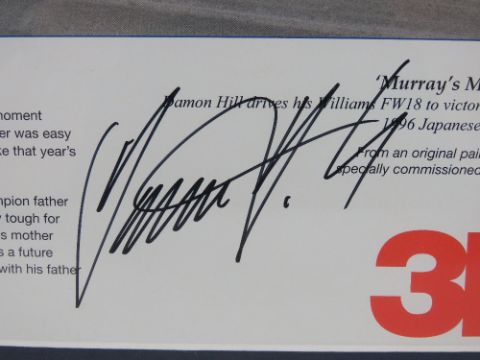 'Murray's M
Damon Hill drives his Williams FW18 to victor
1996 Japanese
From an original pai
specially commissioned
moment
er was easy
ke that year's
mpion father
y tough for
s mother
s a future
with his father
3